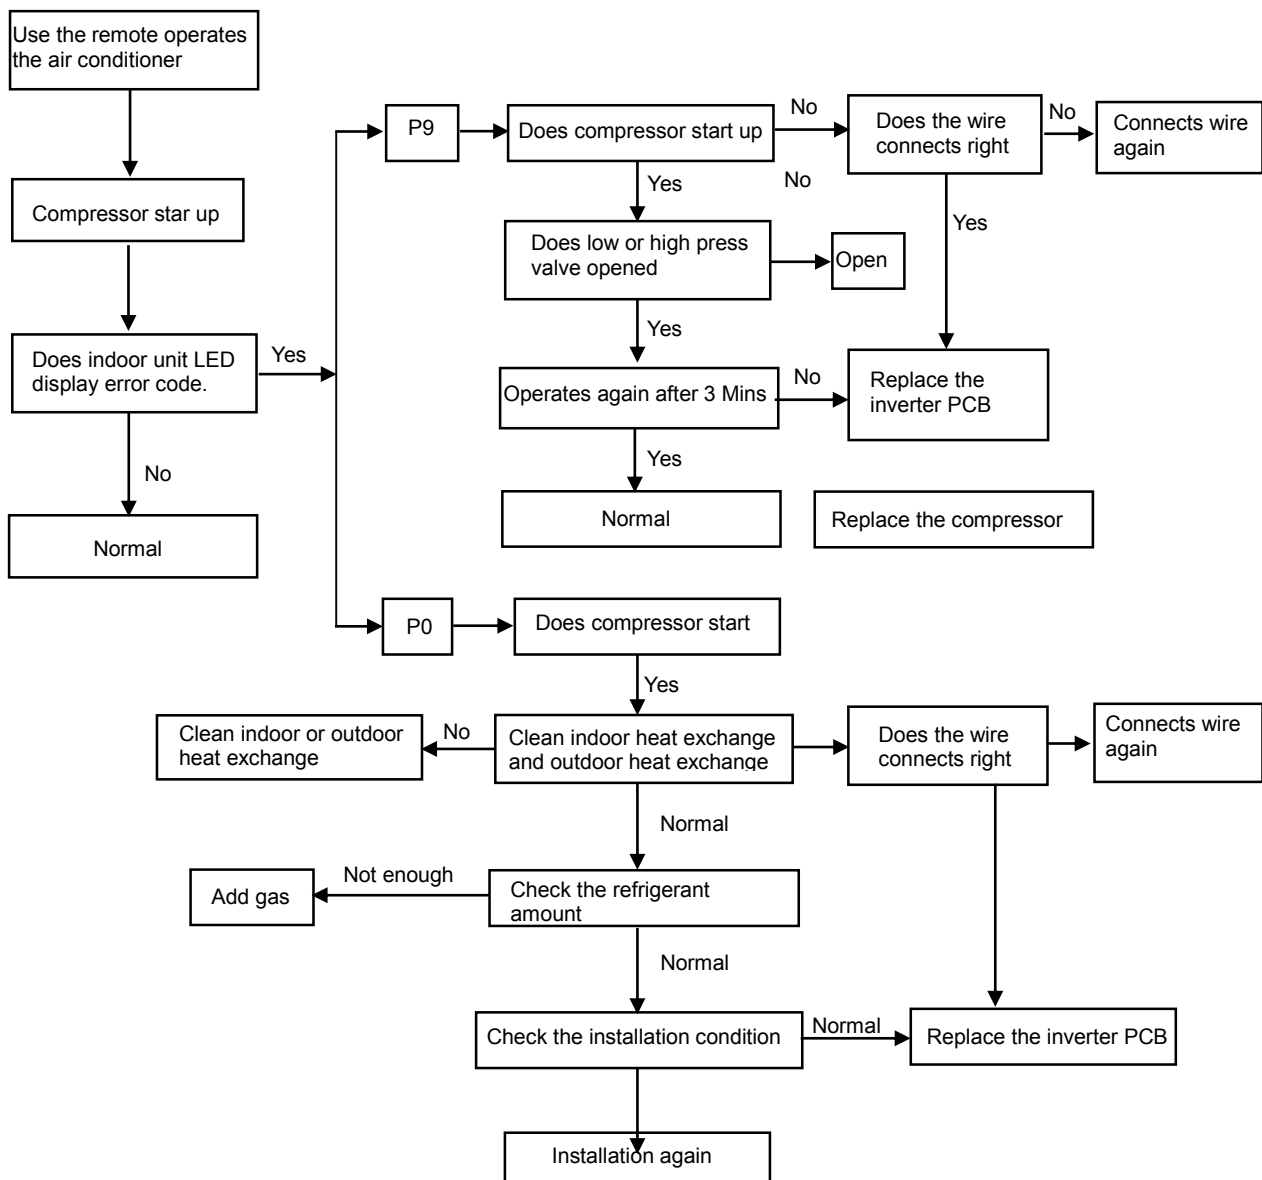 Use the remote operates
the air conditioner
Compressor star up
Does indoor unit LED
display error code.
Yes
No
Normal
P9
Does compressor start up
No
Does the wire
connects right
No
Connects wire
again
Yes
No
Does low or high press
valve opened
Open
Yes
Yes
Operates again after 3 Mins
No
Replace the
inverter PCB
Yes
Normal
Replace the compressor
P0
Does compressor start
Yes
Clean indoor or outdoor
heat exchange
No
Clean indoor heat exchange
and outdoor heat exchange
Does the wire
connects right
Connects wire
again
Normal
Add gas
Not enough
Check the refrigerant
amount
Normal
Check the installation condition
Normal
Replace the inverter PCB
Installation again